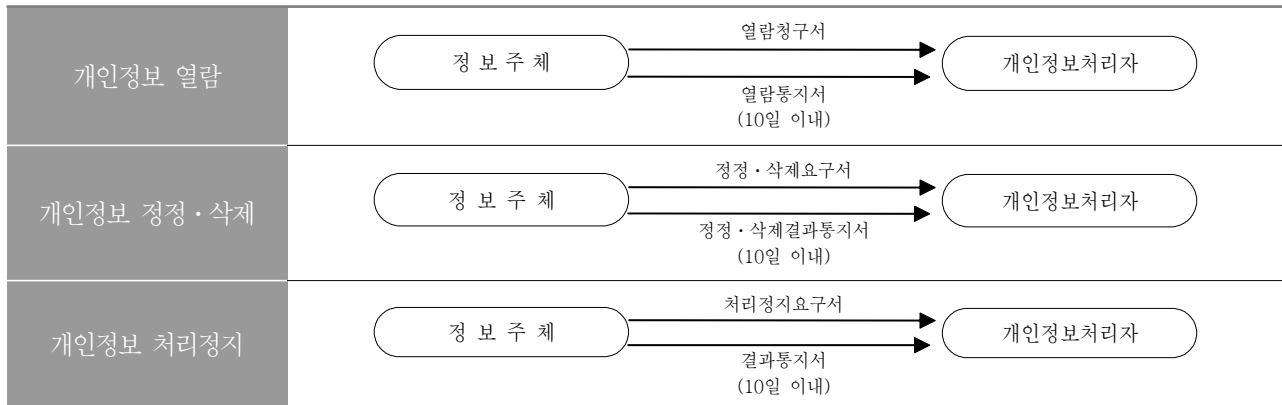 개인정보 열람
정 보 주 체
열람청구서
열람통지서
(10일 이내)
개인정보처리자
개인정보 정정·삭제
정 보 주 체
정정·삭제요구서
정정·삭제결과통지서
(10일 이내)
개인정보처리자
개인정보 처리정지
정 보 주 체
처리정지요구서
결과통지서
(10일 이내)
개인정보처리자